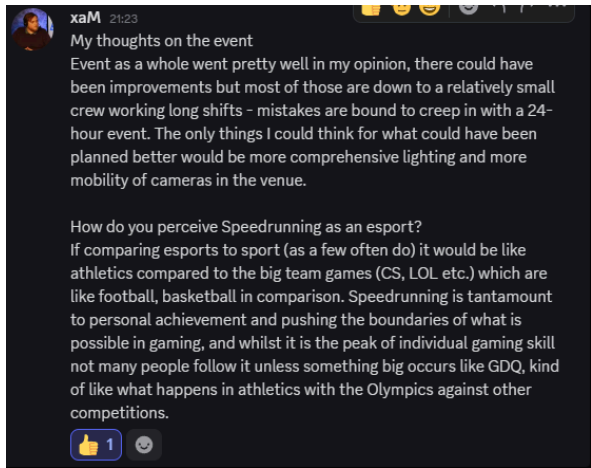 xaM 21:23
My thoughts on the event
Event as a whole went pretty well in my opinion, there could have
been improvements but most of those are down to a relatively small
crew working long shifts - mistakes are bound to creep in with a 24-
hour event. The only things I could think for what could have been
planned better would be more comprehensive lighting and more
mobility of cameras in the venue.
How do you perceive Speedrunning as an esport?
If comparing esports to sport (as a few often do) it would be like
athletics compared to the big team games (CS, LOL etc.) which are
like football, basketball in comparison. Speedrunning is tantamount
to personal achievement and pushing the boundaries of what is
possible in gaming, and whilst it is the peak of individual gaming skill
not many people follow it unless something big occurs like GDQ, kind
of like what happens in athletics with the Olympics against other
competitions.
1